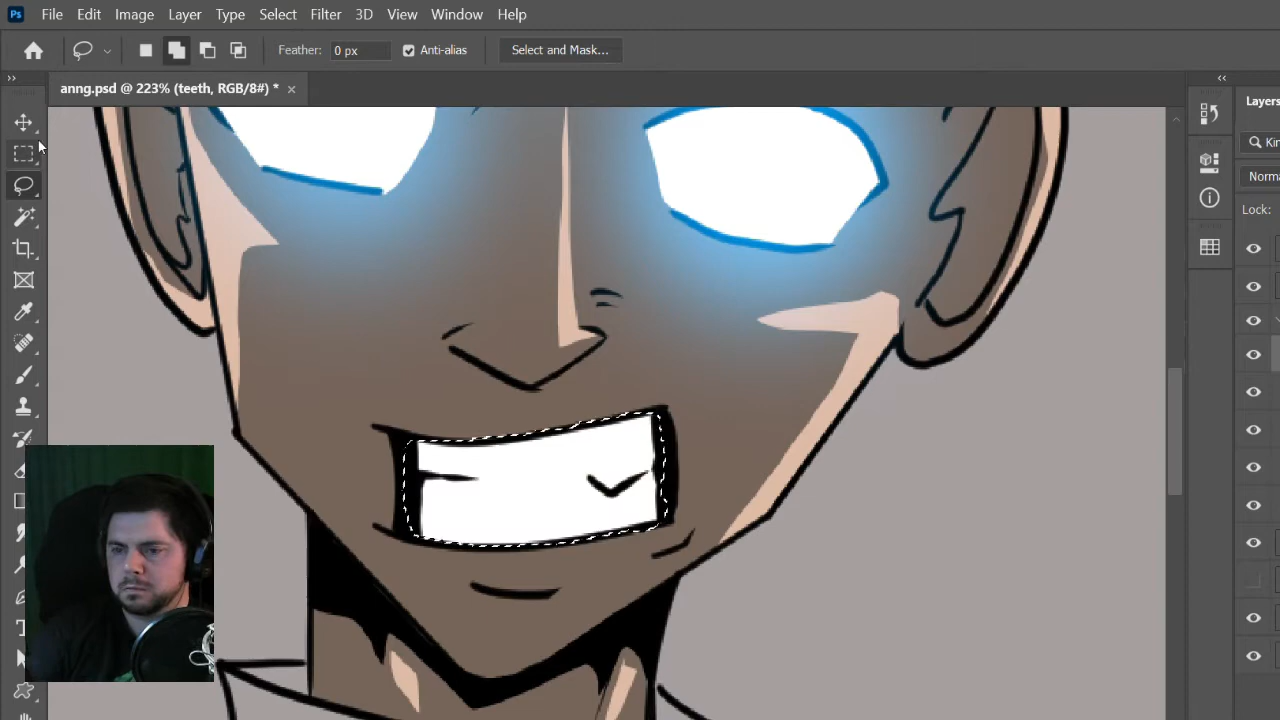 Ps File Edit Image Layer Type Select Filter 3D View Window Help
Feather: 0 px Anti-alias Select and Mask...
anng.psd @ 223% (teeth, RGB/8#) *
Layers
Lock: